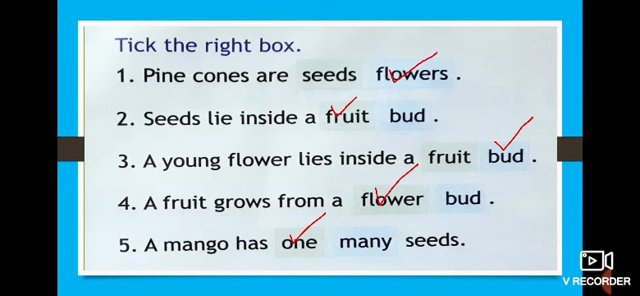 Tick the right box.
1. Pine cones are seeds flowers .
2. Seeds lie inside a fruit bud .
3. A young flower lies inside a fruit bud .
4. A fruit grows from a flower bud .
5. A mango has one many seeds.
V RECORDER